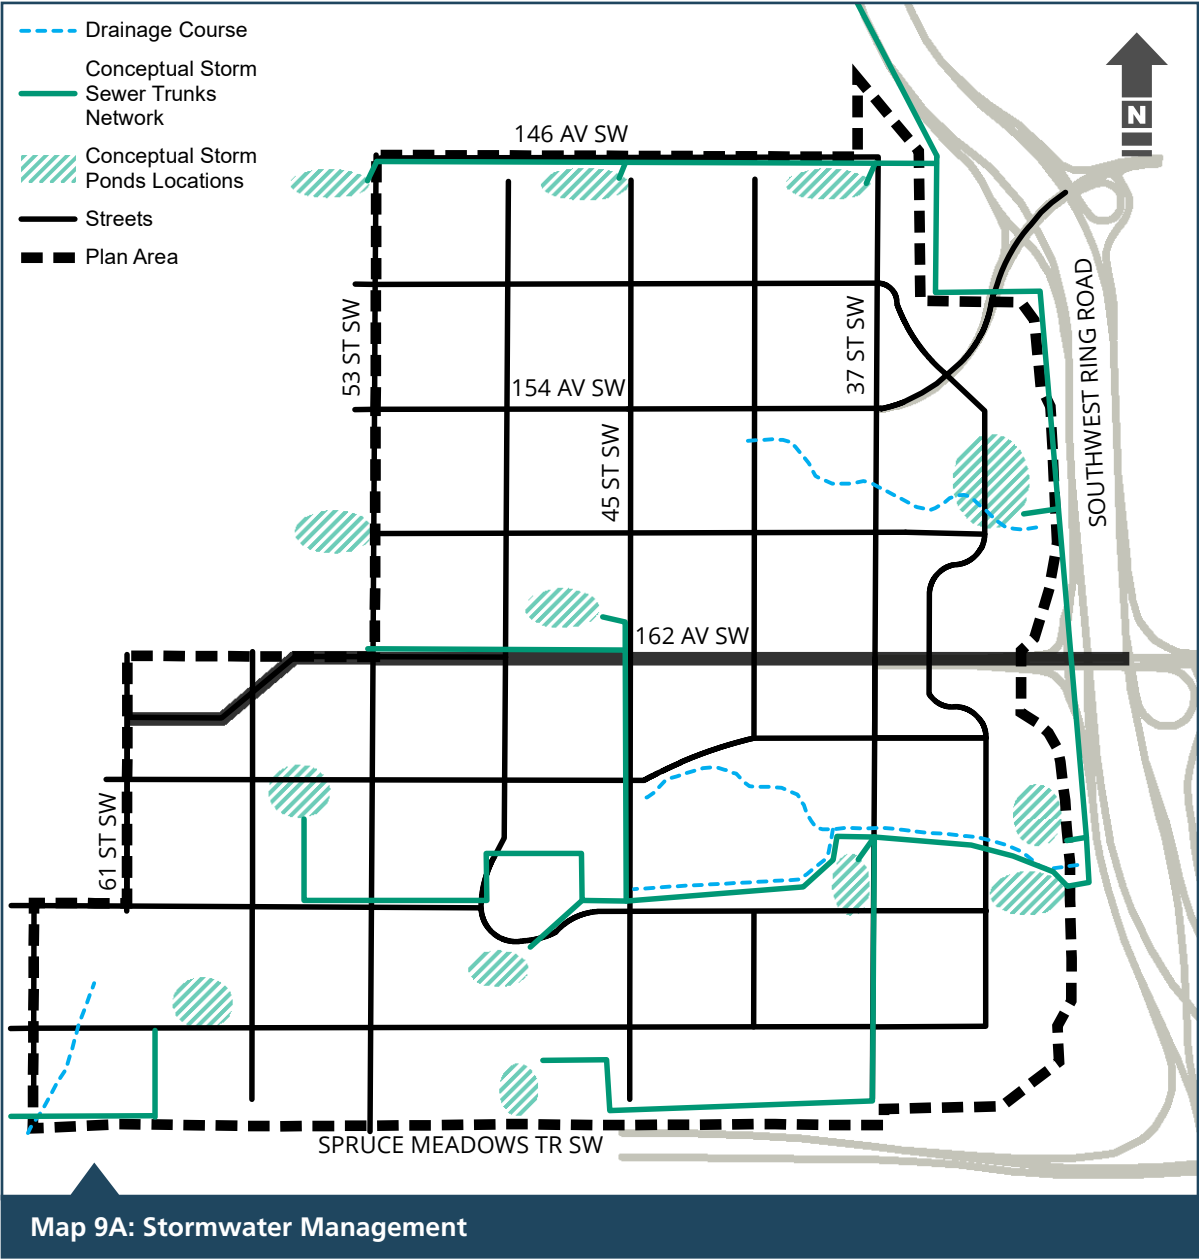 Drainage Course
Conceptual Storm
Sewer Trunks
Network
Conceptual Storm
Ponds Locations
Streets
Plan Area
N
146 AV SW
53 ST SW
37 ST SW
154 AV SW
45 ST SW
SOUTHWEST RING ROAD
162 AV SW
61 ST SW
SPRUCE MEADOWS TR SW
Map 9A: Stormwater Management